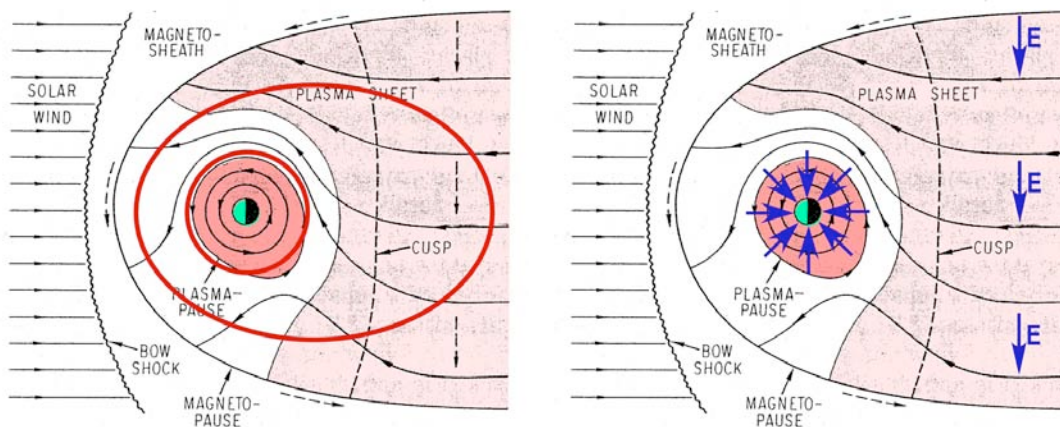 MAGNETO-
SHEATH
SOLAR
WIND
PLASMA SHEET
CUSP
PLASMA-
PAUSE
BOW
SHOCK
MAGNETO-
PAUSE
MAGNETO-
SHEATH
E
SOLAR
WIND
PLASMA SHEET
E
CUSP
PLASMA-
PAUSE
E
BOW
SHOCK
MAGNETO-
PAUSE